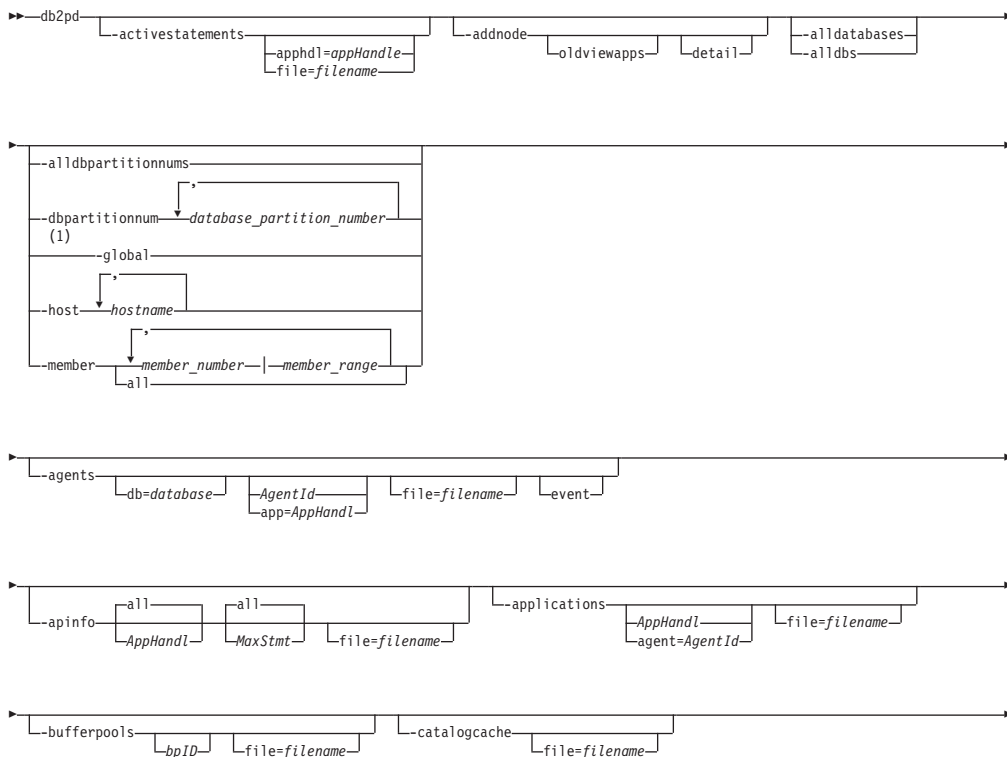 db2pd
-activestatements
apphdl=appHandle
file=filename
-addnode
oldviewapps
detail
-alldatabases
-alldbs
-alldbpartitionnums
,
-dbpartitionnum database_partition_number
(1)
-global
,
-host hostname
,
-member member_number | member_range
all
-agents
db=database
AgentId
app=AppHandl
file=filename
event
-apinfo
all
AppHandl
all
MaxStmt
file=filename
-applications
AppHandl
agent=AgentId
file=filename
-bufferpools
bpID
file=filename
-catalogcache
file=filename